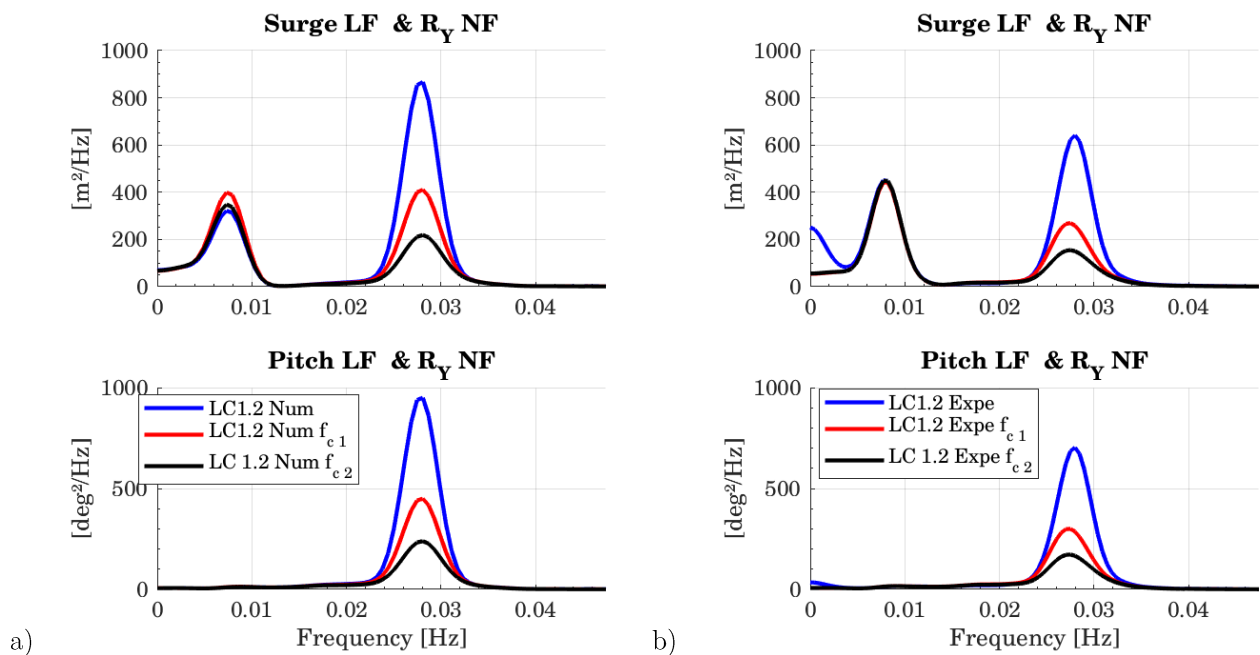 Surge LF & R_Y NF
1000
800
600
400
200
0
[m²/Hz]
0
0.01
0.02
0.03
0.04
Pitch LF & R_Y NF
1000
500
0
[deg²/Hz]
LC1.2 Num
LC1.2 Num f_c 1
LC 1.2 Num f_c 2
0
0.01
0.02
0.03
0.04
Frequency [Hz]
a)
Surge LF & R_Y NF
1000
800
600
400
200
0
[m²/Hz]
0
0.01
0.02
0.03
0.04
Pitch LF & R_Y NF
1000
500
0
[deg²/Hz]
LC1.2 Expe
LC1.2 Expe f_c 1
LC 1.2 Expe f_c 2
0
0.01
0.02
0.03
0.04
Frequency [Hz]
b)